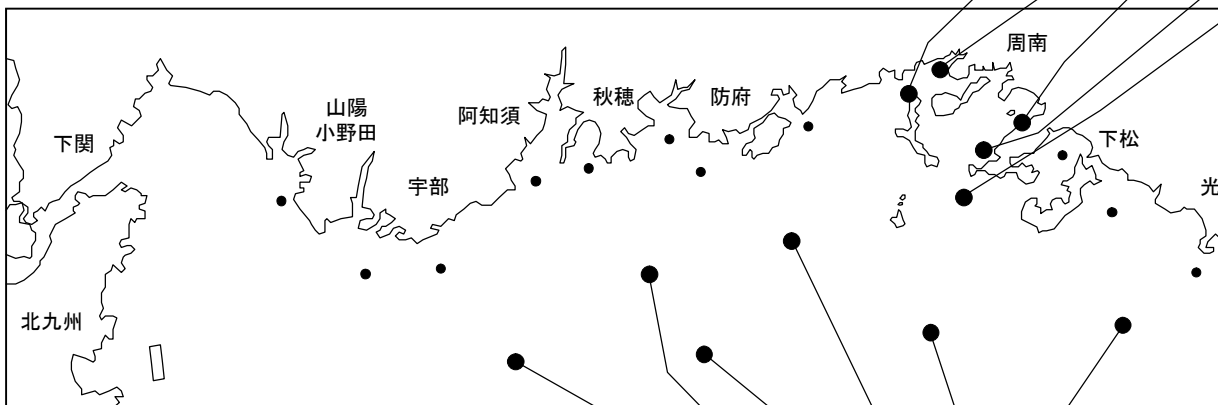 周南
秋穂
防府
山陽
小野田
阿知須
下関
下松
宇部
光
北九州